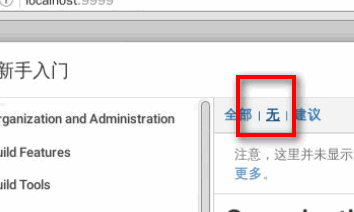 localhost:9999
新手入门
全部 | 无 | 建议
rganization and Administration
注意，这里并未显示
uild Features
更多。
uild Tools